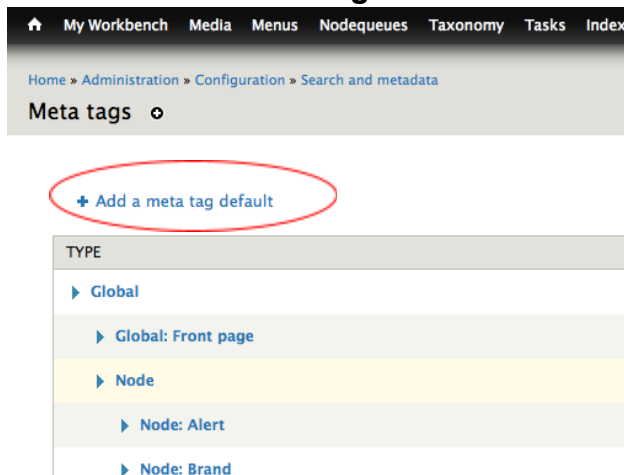 My Workbench Media Menus Nodequeues Taxonomy Tasks Index
Home » Administration » Configuration » Search and metadata
Meta tags
+ Add a meta tag default
TYPE
Global
Global: Front page
Node
Node: Alert
Node: Brand